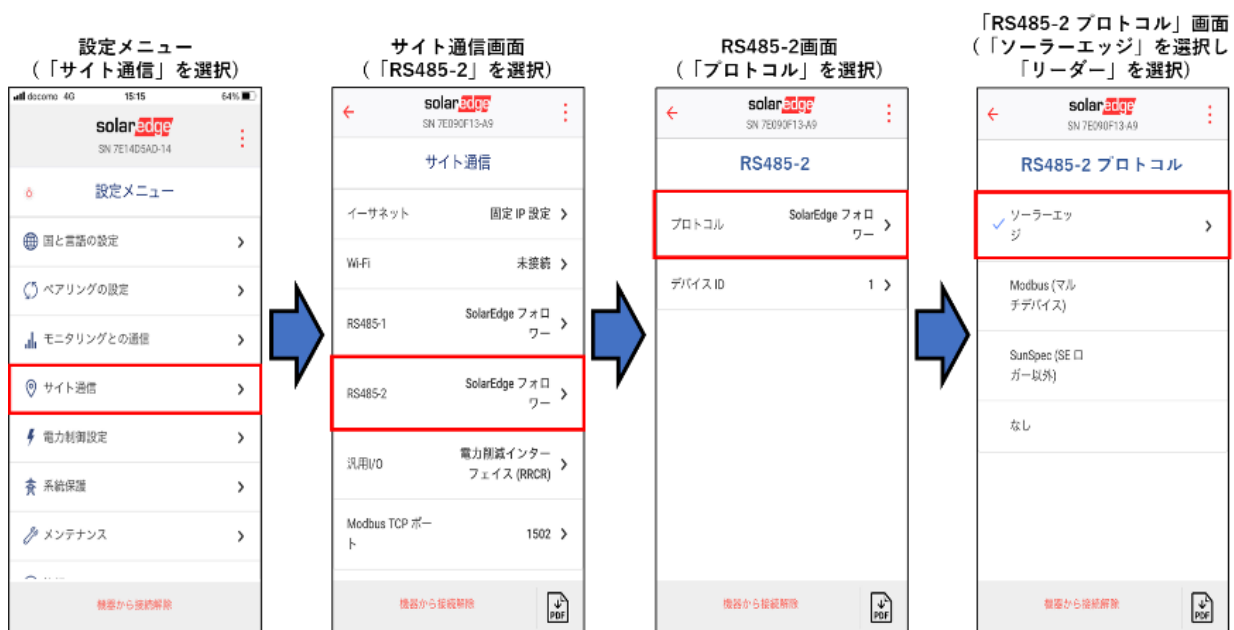 設定メニュー
(「サイト通信」を選択)
docomo 4G 15:15 64%
solaredge
SN 7E14D5AD-14
設定メニュー
国と言語の設定
ペアリングの設定
モニタリングとの通信
サイト通信
電力制御設定
系統保護
メンテナンス
機器から接続解除
サイト通信画面
(「RS485-2」を選択)
solaredge
SN 7E090F13-A9
サイト通信
イーサネット 固定 IP 設定
Wi-Fi 未接続
RS485-1 SolarEdge フォロ
ワー
RS485-2 SolarEdge フォロ
ワー
汎用I/O 電力削減インター
フェイス (RRCR)
Modbus TCP ポー
ト 1502
機器から接続解除
PDF
RS485-2画面
(「プロトコル」を選択)
solaredge
SN 7E090F13-A9
RS485-2
プロトコル SolarEdge フォロ
ワー
デバイス ID 1
機器から接続解除
PDF
「RS485-2 プロトコル」画面
(「ソーラーエッジ」を選択し
「リーダー」を選択)
solaredge
SN 7E090F13-A9
RS485-2 プロトコル
ソーラーエッ
ジ
Modbus (マル
チデバイス)
SunSpec (SE ロ
ガー以外)
なし
機器から接続解除
PDF